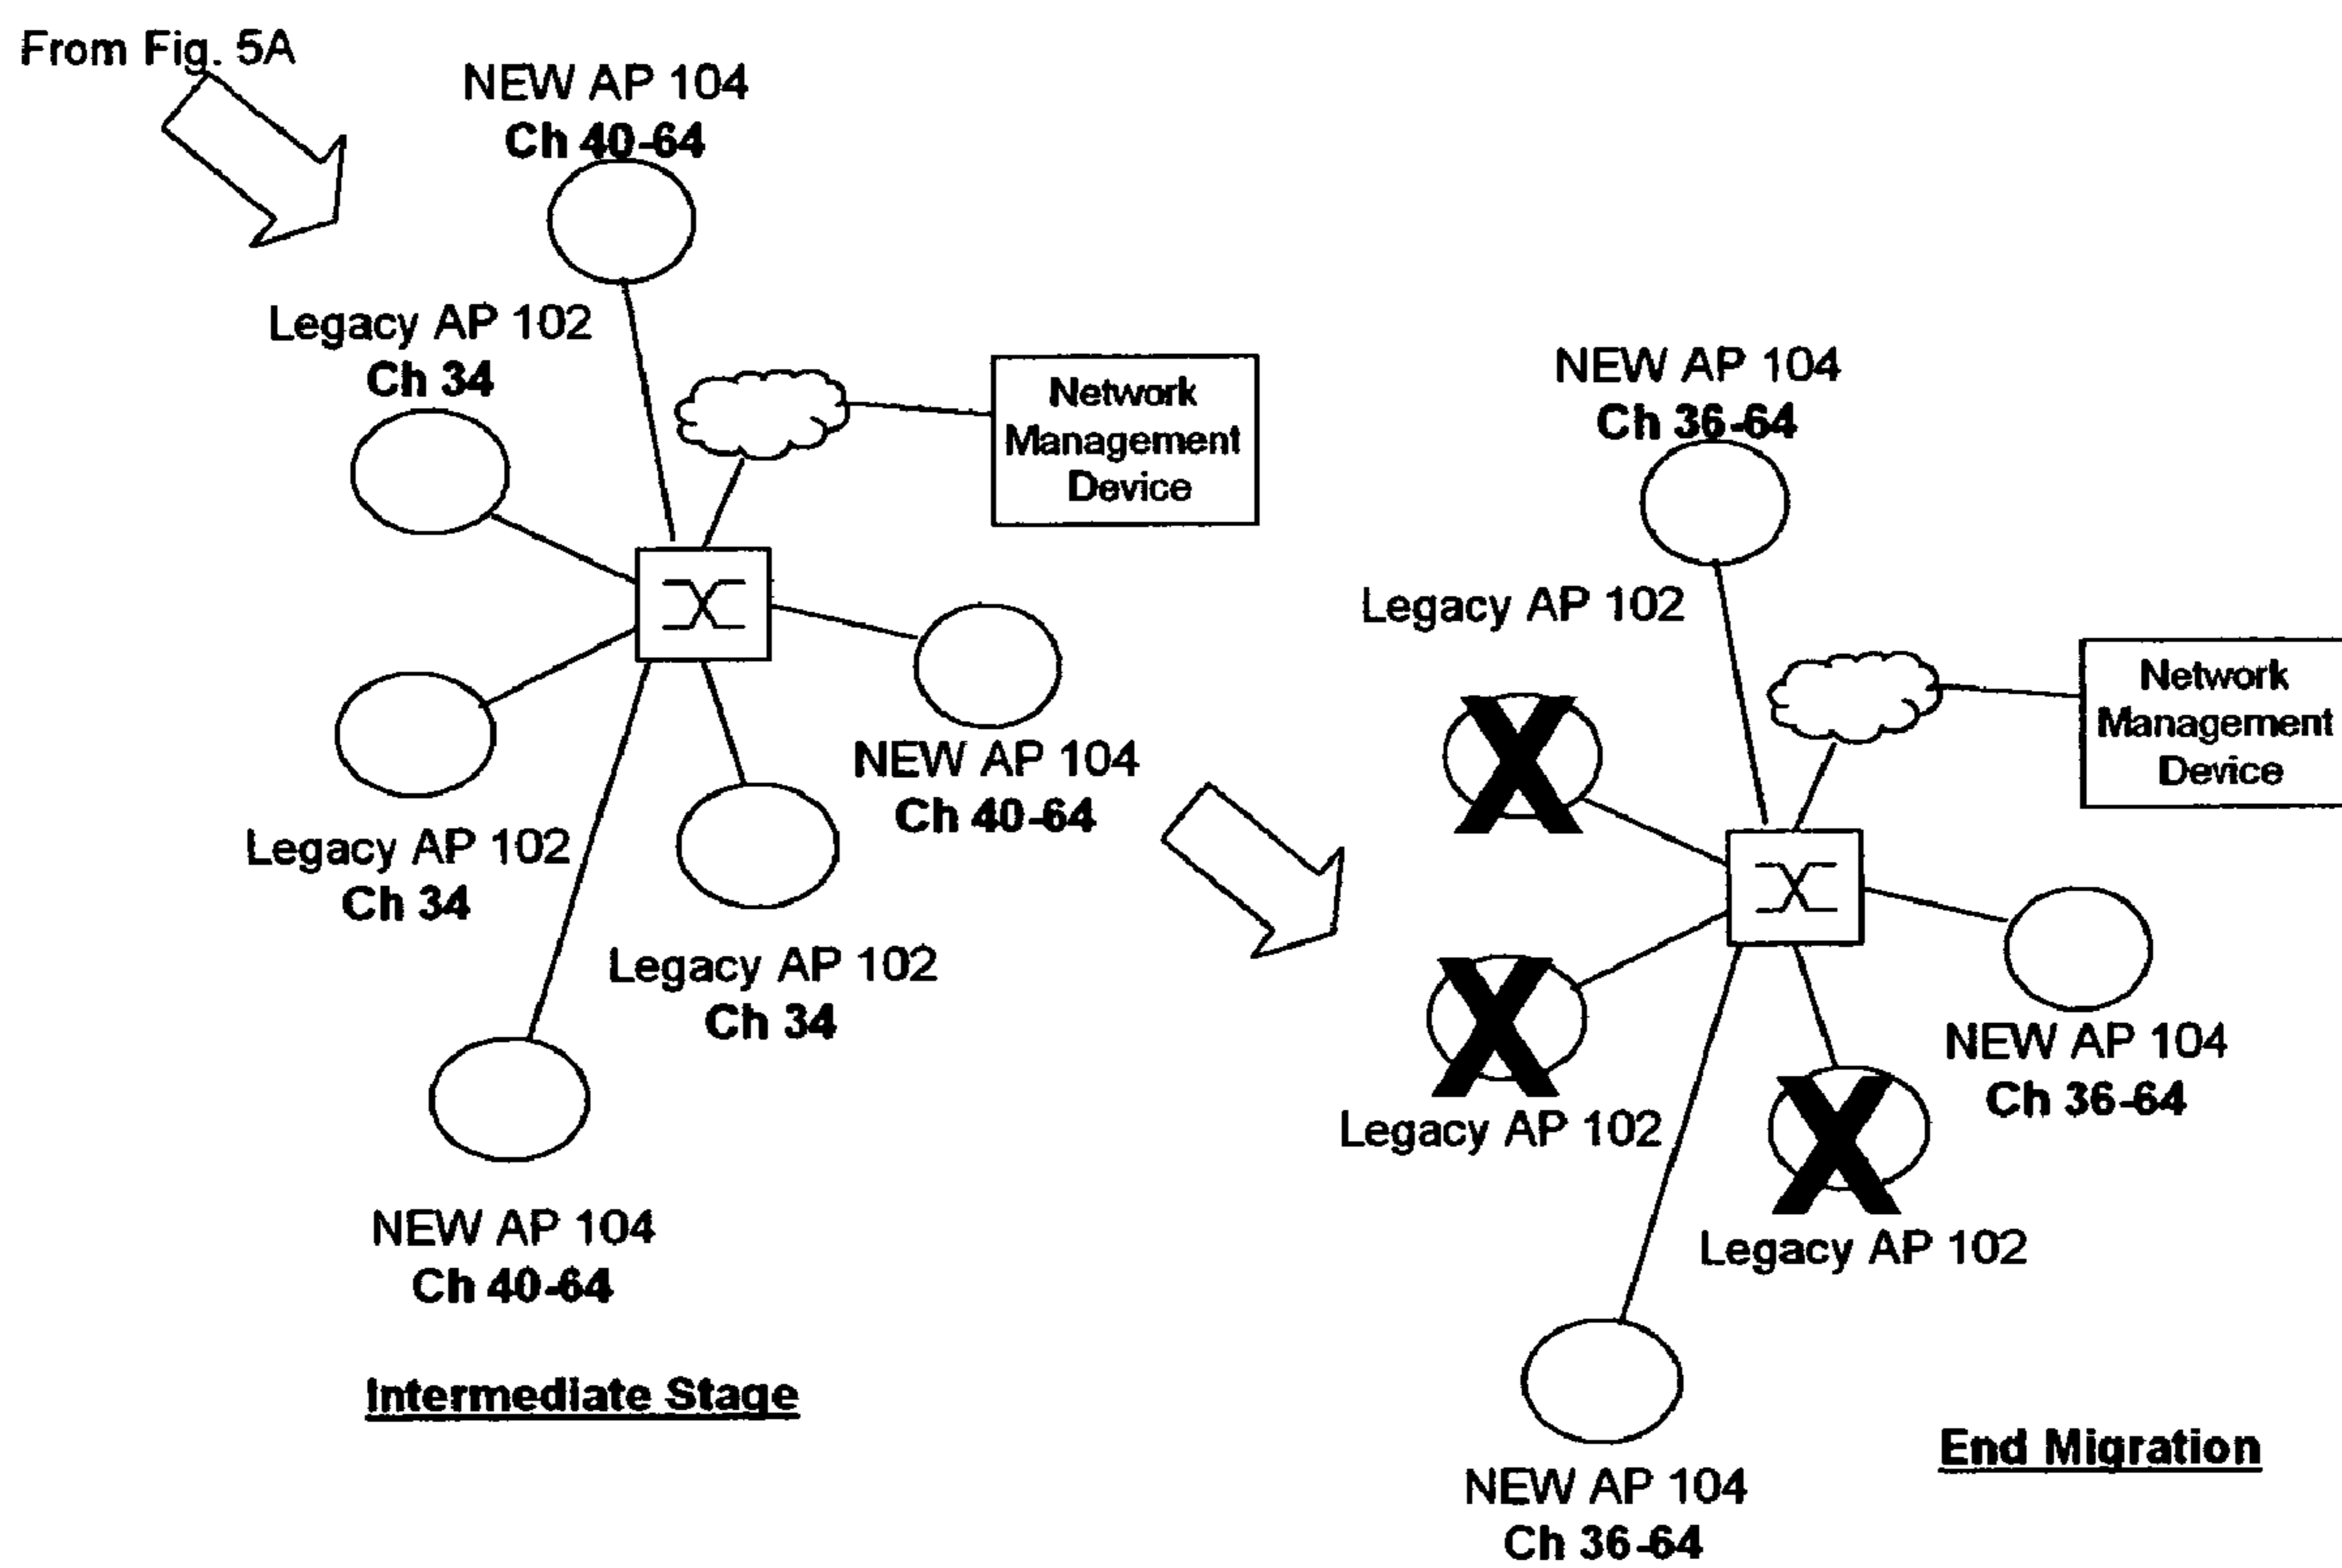 From Fig. 5A
NEW AP 104
Ch 40-64
Legacy AP 102
Ch 34
Network
Management
Device
NEW AP 104
Ch 40-64
Legacy AP 102
Ch 34
Legacy AP 102
Ch 34
NEW AP 104
Ch 40-64
Intermediate Stage
NEW AP 104
Ch 36-64
Legacy AP 102
Network
Management
Device
X
X
X
NEW AP 104
Ch 36-64
Legacy AP 102
Legacy AP 102
NEW AP 104
Ch 36-64
End Migration